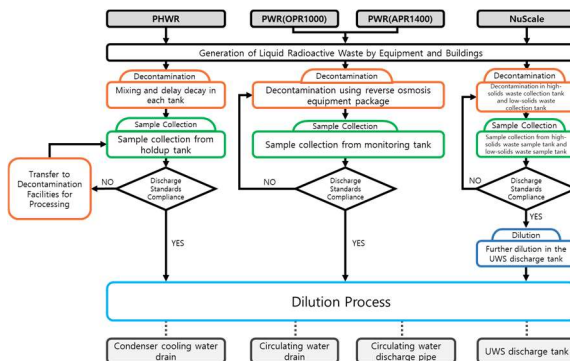 PHWR
PWR(OPR1000)
PWR(APR1400)
NuScale
Generation of Liquid Radioactive Waste by Equipment and Buildings
Decontamination
Mixing and delay decay in
each tank
Decontamination
Decontamination using reverse osmosis
equipment package
Decontamination
Decontamination in high-
solids waste collection tank
and low-solids waste
collection tank
Sample Collection
Sample collection from
holdup tank
Sample Collection
Sample collection from monitoring tank
Sample Collection
Sample collection from high-
solids waste sample tank and
low-solids waste sample tank
Transfer to
Decontamination
Facilities for
Processing
NO
Discharge
Standards
Compliance
NO
Discharge
Standards
Compliance
NO
Discharge
Standards
Compliance
YES
YES
YES
Dilution
Further dilution in the
UWS discharge tank
Dilution Process
Condenser cooling water
drain
Circulating water
drain
Circulating water
discharge pipe
UWS discharge tank